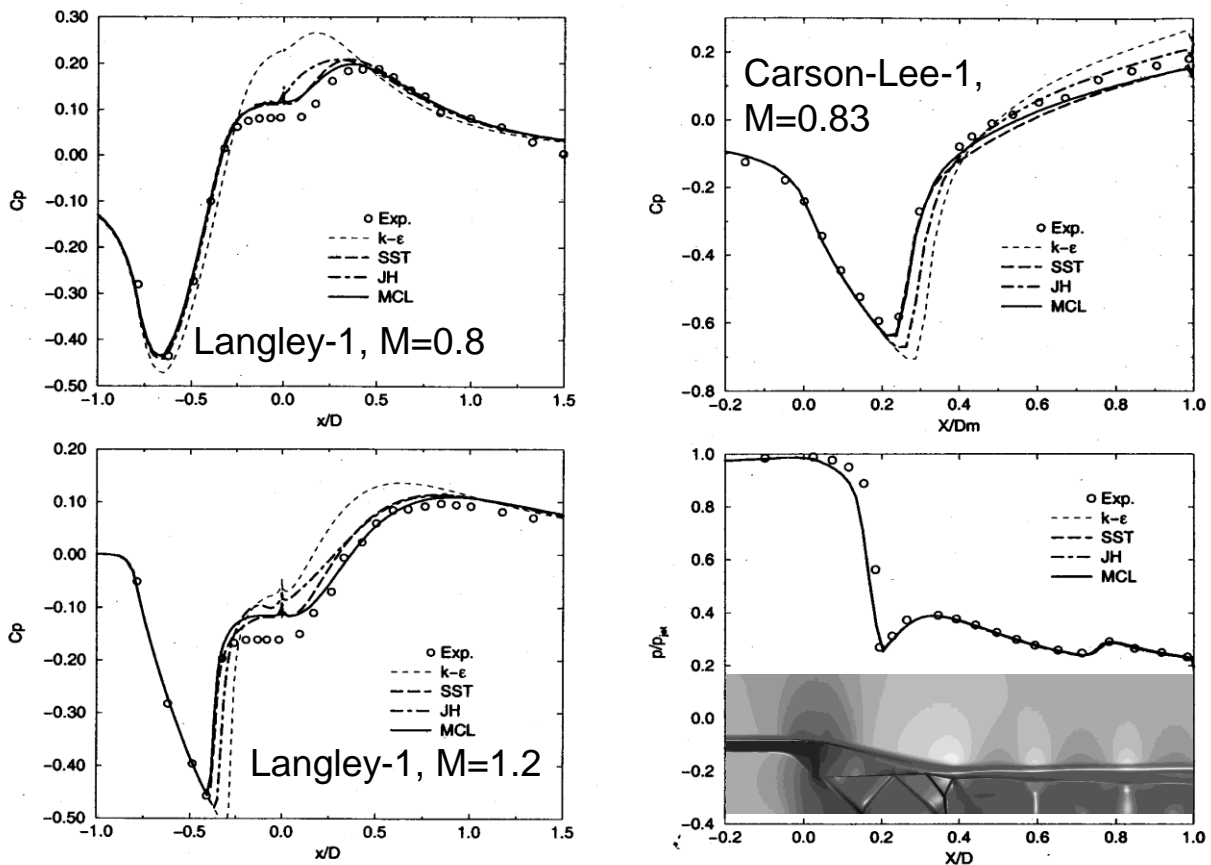 0.30
0.20
0.10
0.00
−0.10
−0.20
−0.30
−0.40
−0.50
Cp
Exp.
k−ε
SST
JH
MCL
Langley-1, M=0.8
−1.0 −0.5 0.0 0.5 1.0 1.5
x/D
0.4
0.2
0.0
−0.2
−0.4
−0.6
−0.8
Cp
Carson-Lee-1,
M=0.83
Exp.
k−ε
SST
JH
MCL
−0.2 0.0 0.2 0.4 0.6 0.8 1.0
X/Dm
0.20
0.10
0.00
−0.10
−0.20
−0.30
−0.40
−0.50
Cp
Exp.
k−ε
SST
JH
MCL
Langley-1, M=1.2
−1.0 −0.5 0.0 0.5 1.0 1.5
x/D
1.0
0.8
0.6
0.4
0.2
0.0
−0.2
−0.4
p/p_jet
Exp.
k−ε
SST
JH
MCL
−0.2 0.0 0.2 0.4 0.6 0.8 1.0
X/D